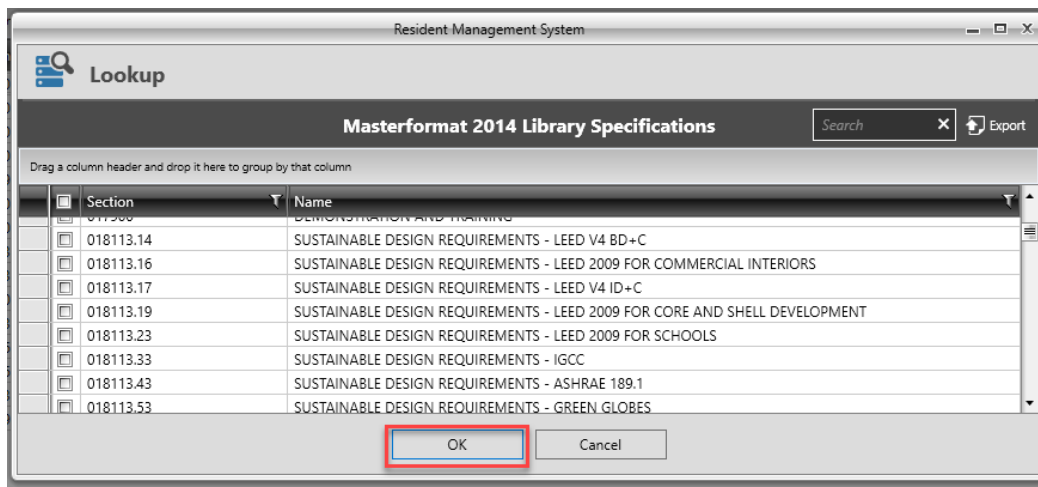 Resident Management System
Lookup
Masterformat 2014 Library Specifications Search Export
Drag a column header and drop it here to group by that column
Section Name
017900 DEMONSTRATION AND TRAINING
018113.14 SUSTAINABLE DESIGN REQUIREMENTS - LEED V4 BD+C
018113.16 SUSTAINABLE DESIGN REQUIREMENTS - LEED 2009 FOR COMMERCIAL INTERIORS
018113.17 SUSTAINABLE DESIGN REQUIREMENTS - LEED V4 ID+C
018113.19 SUSTAINABLE DESIGN REQUIREMENTS - LEED 2009 FOR CORE AND SHELL DEVELOPMENT
018113.23 SUSTAINABLE DESIGN REQUIREMENTS - LEED 2009 FOR SCHOOLS
018113.33 SUSTAINABLE DESIGN REQUIREMENTS - IGCC
018113.43 SUSTAINABLE DESIGN REQUIREMENTS - ASHRAE 189.1
018113.53 SUSTAINABLE DESIGN REQUIREMENTS - GREEN GLOBES
OK Cancel